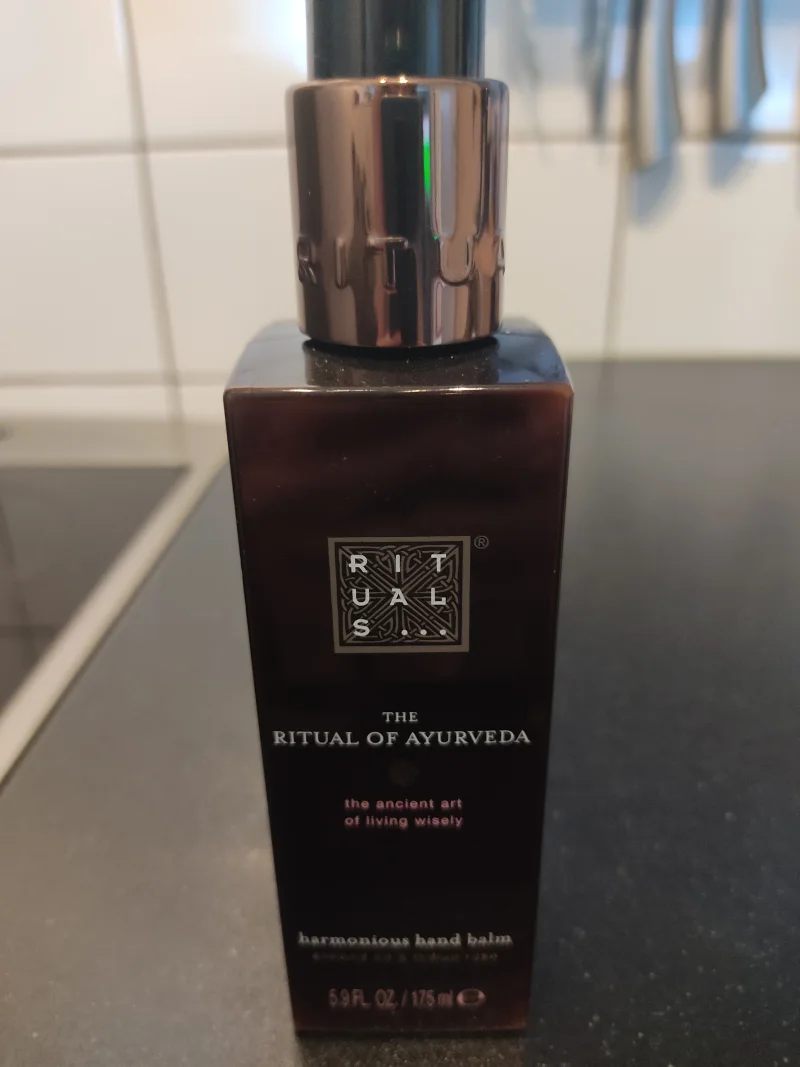 RITUA
RIT
UAL
S...
®
THE
RITUAL OF AYURVEDA
the ancient art
of living wisely
harmonious hand balm
5.9 FL. OZ. / 175 ml ℮